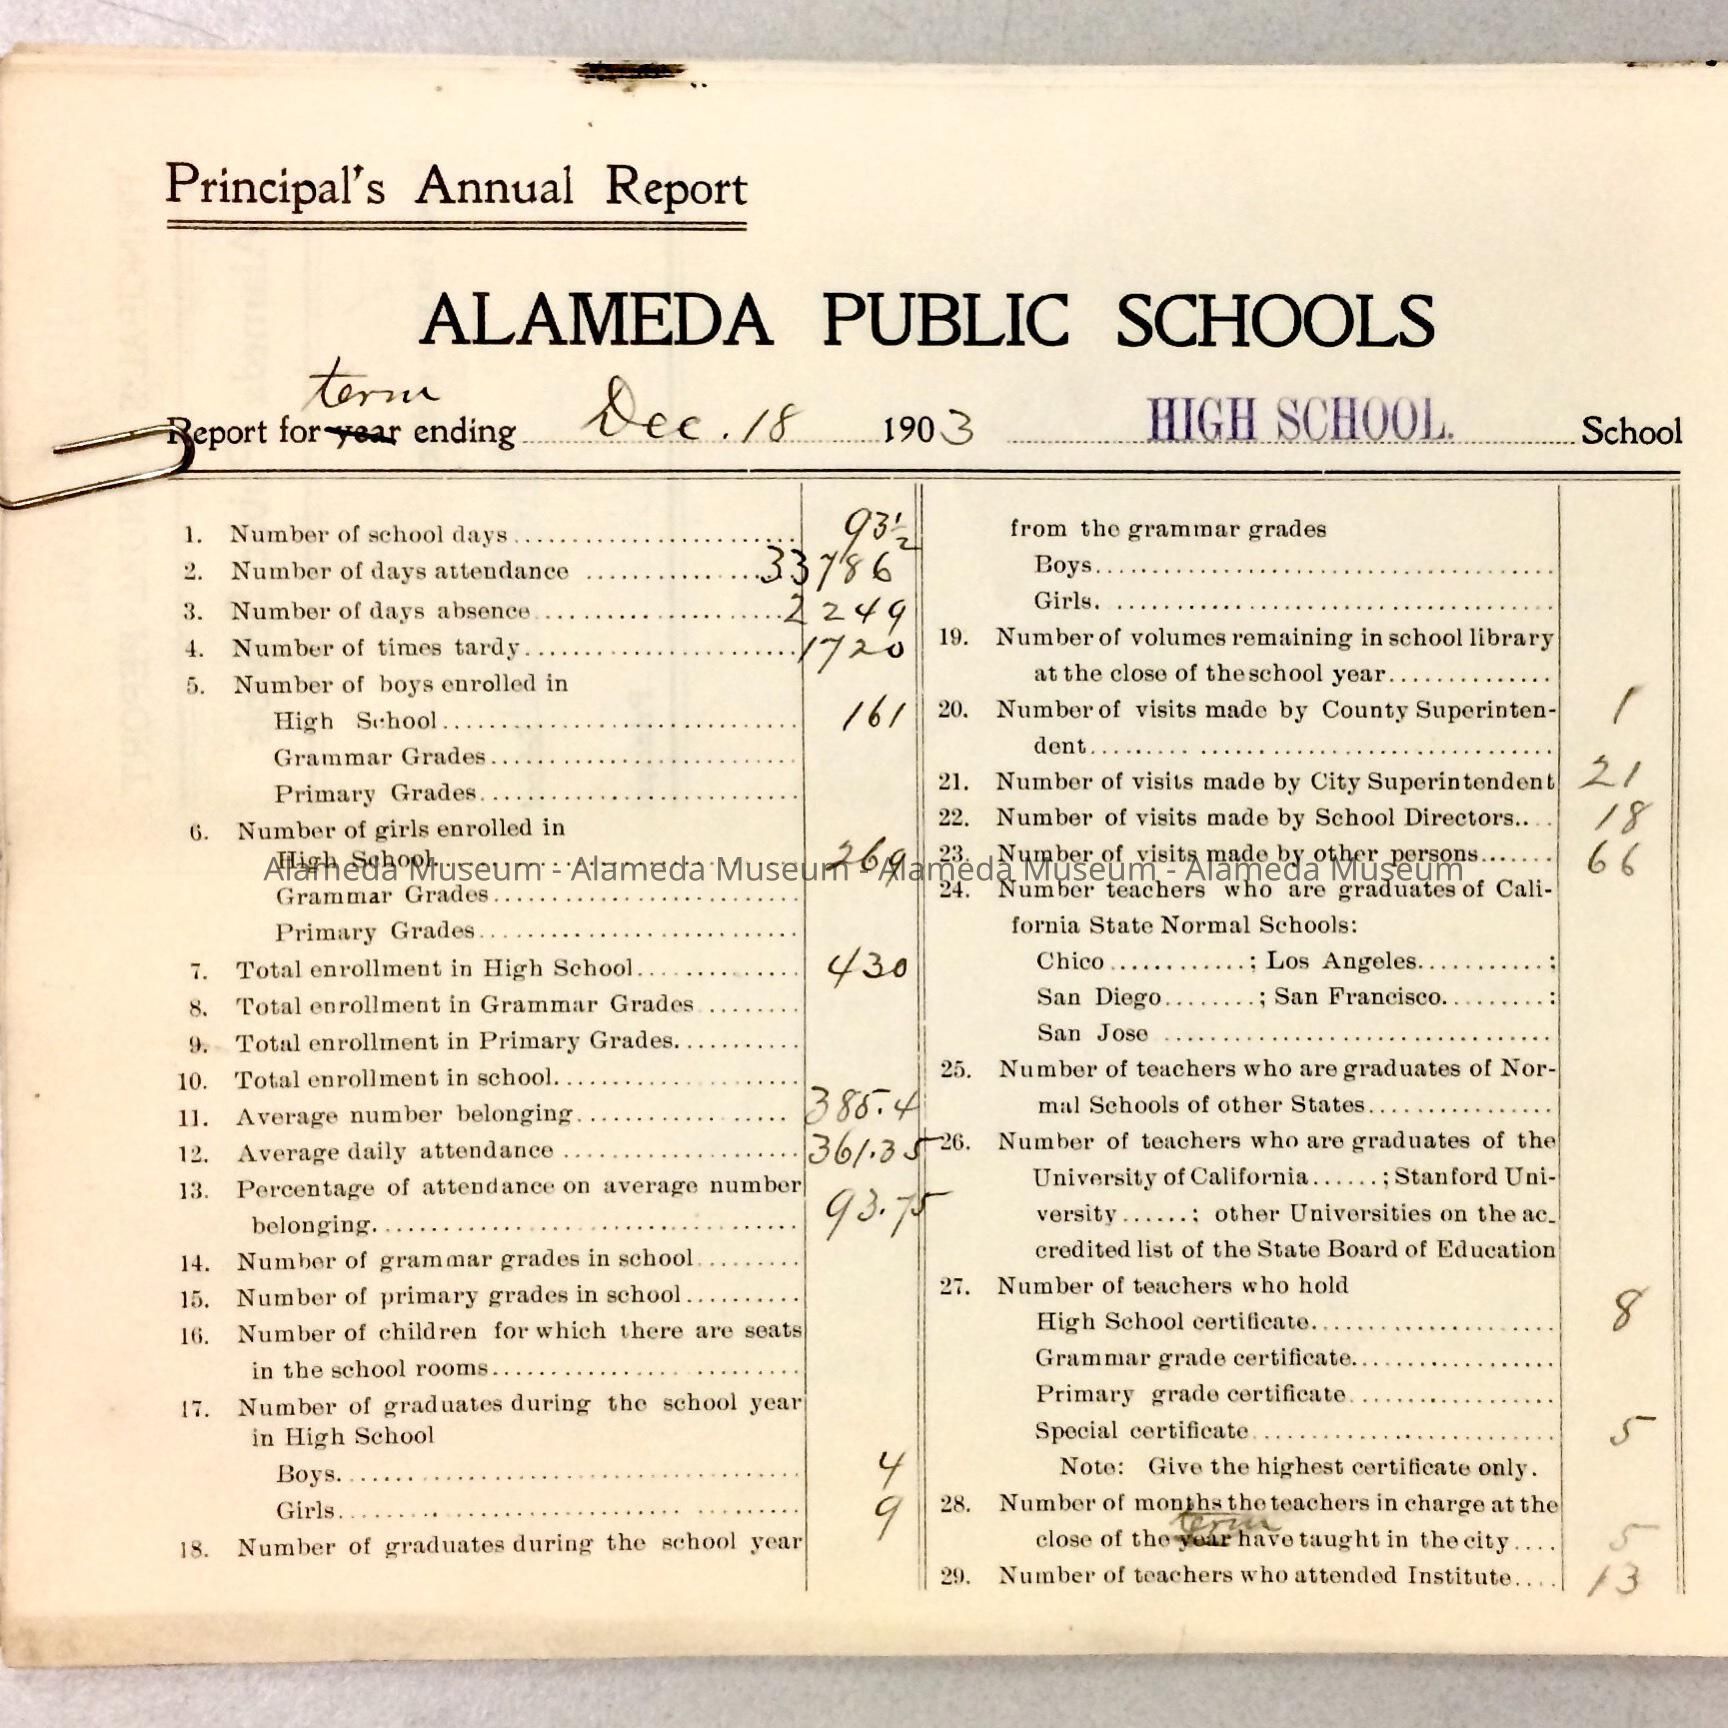 Principal's Annual Report
ALAMEDA PUBLIC SCHOOLS
term
Report for year ending Dec. 18 1903 HIGH SCHOOL. School
1. Number of school days 93 1/2
2. Number of days attendance 33786
3. Number of days absence 2249
4. Number of times tardy 1720
5. Number of boys enrolled in
High School 161
Grammar Grades
Primary Grades
6. Number of girls enrolled in
High School 269
Grammar Grades
Primary Grades
7. Total enrollment in High School 430
8. Total enrollment in Grammar Grades
9. Total enrollment in Primary Grades
10. Total enrollment in school
11. Average number belonging 385.4
12. Average daily attendance 361.35
13. Percentage of attendance on average number
belonging 93.75
14. Number of grammar grades in school
15. Number of primary grades in school
16. Number of children for which there are seats
in the school rooms
17. Number of graduates during the school year
in High School
Boys 4
Girls 9
18. Number of graduates during the school year
from the grammar grades
Boys
Girls
19. Number of volumes remaining in school library
at the close of the school year
20. Number of visits made by County Superinten-
dent 1
21. Number of visits made by City Superintendent 21
22. Number of visits made by School Directors 18
23. Number of visits made by other persons 66
24. Number teachers who are graduates of Cali-
fornia State Normal Schools:
Chico ; Los Angeles ;
San Diego ; San Francisco :
San Jose
25. Number of teachers who are graduates of Nor-
mal Schools of other States
26. Number of teachers who are graduates of the
University of California ; Stanford Uni-
versity ; other Universities on the ac-
credited list of the State Board of Education
27. Number of teachers who hold
High School certificate 8
Grammar grade certificate
Primary grade certificate
Special certificate 5
Note: Give the highest certificate only.
28. Number of months the teachers in charge at the
term
close of the year have taught in the city 5
29. Number of teachers who attended Institute 13
Alameda Museum - Alameda Museum - Alameda Museum - Alameda Museum